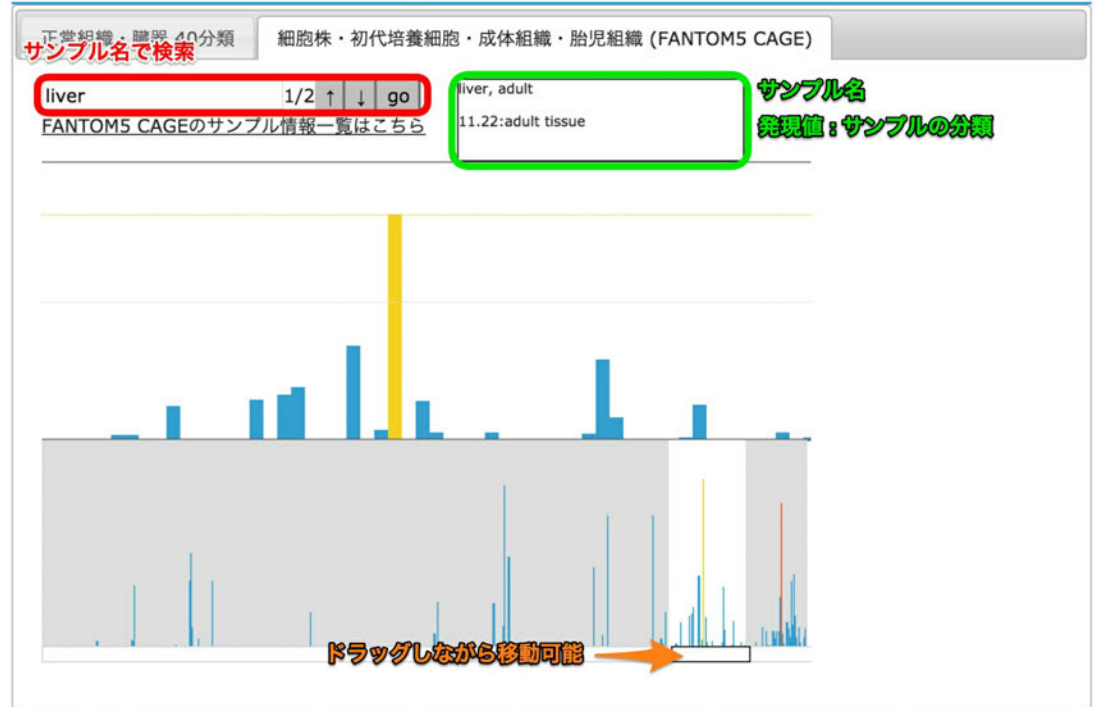 正常組織・臓器 40分類
細胞株・初代培養細胞・成体組織・胎児組織 (FANTOM5 CAGE)
サンプル名で検索
liver 1/2 ↑ ↓ go
FANTOM5 CAGEのサンプル情報一覧はこちら
liver, adult
11.22:adult tissue
サンプル名
発現値：サンプルの分類
ドラッグしながら移動可能